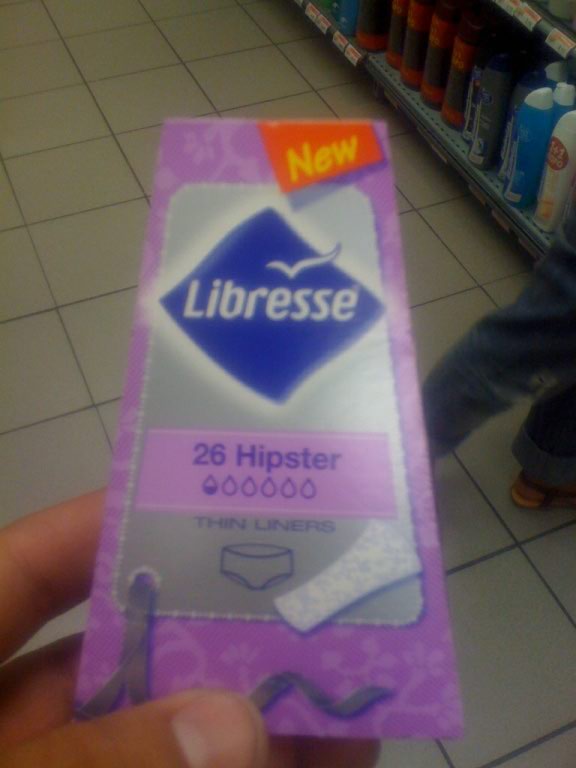 New
Libresse
26 Hipster
THIN LINERS